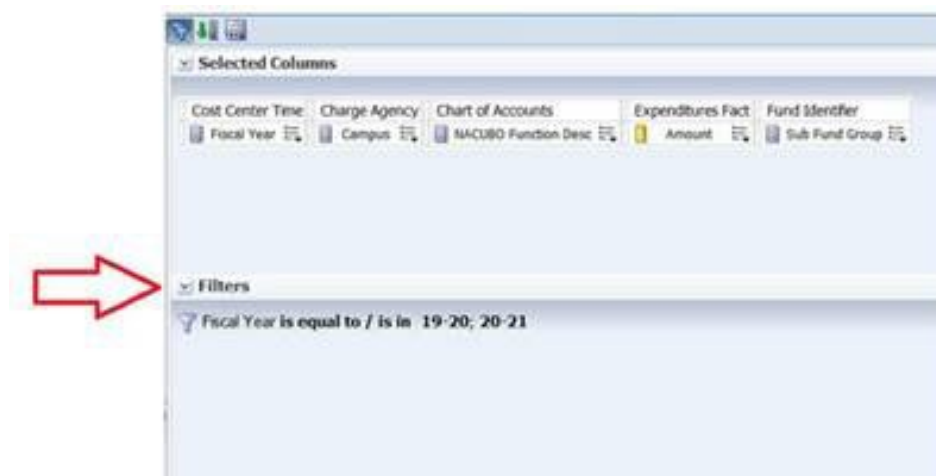 Selected Columns
Cost Center Time Charge Agency Chart of Accounts Expenditures Fact Fund Identifier
Fiscal Year Campus NACUBO Function Desc Amount Sub Fund Group
Filters
Fiscal Year is equal to / is in 19-20; 20-21